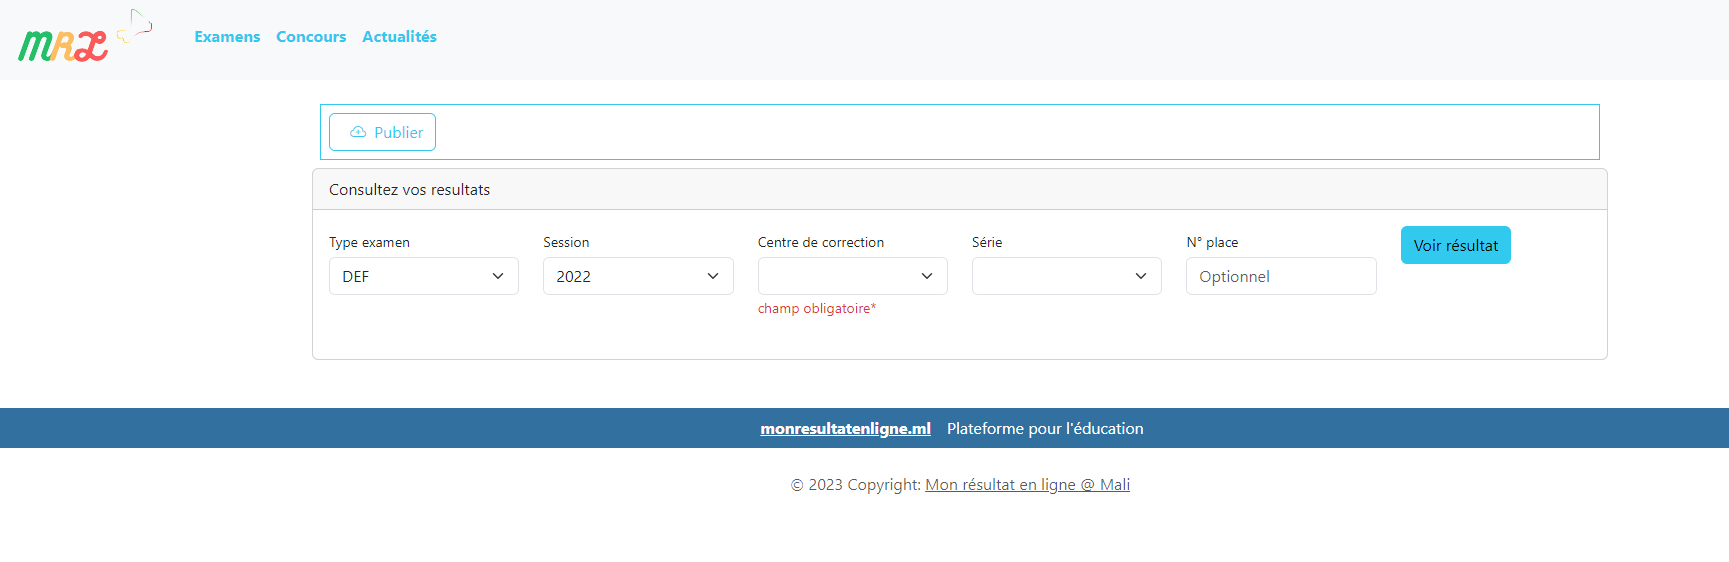 MRL
Examens Concours Actualités
Publier
Consultez vos resultats
Type examen Session Centre de correction Série N° place
DEF 2022 Optionnel Voir résultat
champ obligatoire*
monresultatenligne.ml Plateforme pour l'éducation
© 2023 Copyright: Mon résultat en ligne @ Mali